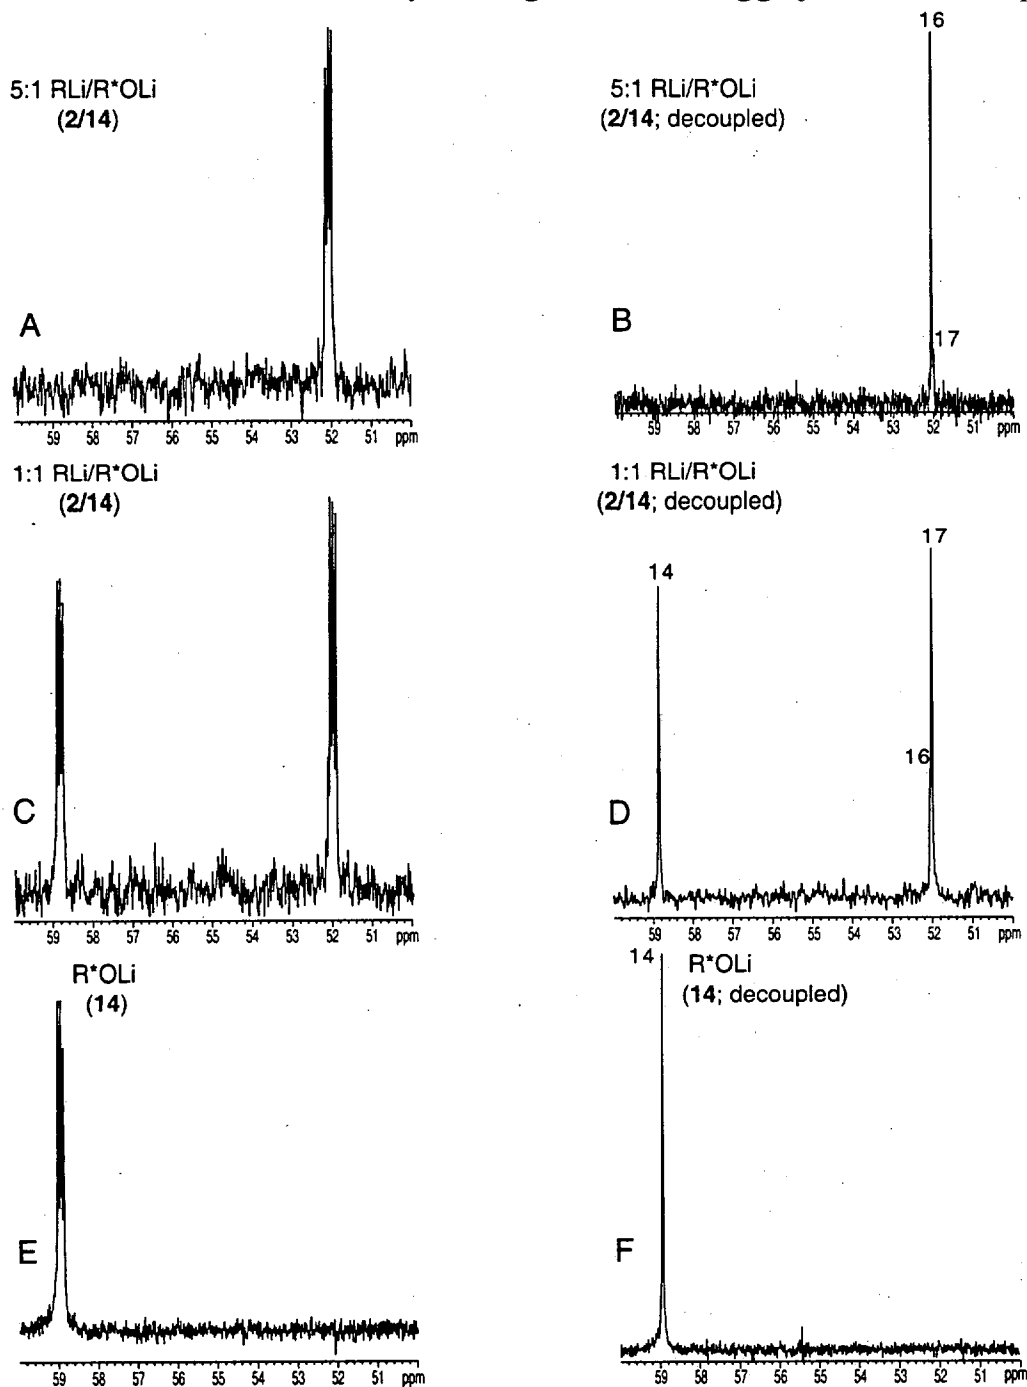 5:1 RLi/R*OLi
(2/14)
A
59 58 57 56 55 54 53 52 51 ppm
16
5:1 RLi/R*OLi
(2/14; decoupled)
B
17
59 58 57 56 55 54 53 52 51 ppm
1:1 RLi/R*OLi
(2/14)
C
59 58 57 56 55 54 53 52 51 ppm
1:1 RLi/R*OLi
(2/14; decoupled)
17
14
16
D
59 58 57 56 55 54 53 52 51 ppm
R*OLi
(14)
E
59 58 57 56 55 54 53 52 51 ppm
14
R*OLi
(14; decoupled)
F
59 58 57 56 55 54 53 52 51 ppm